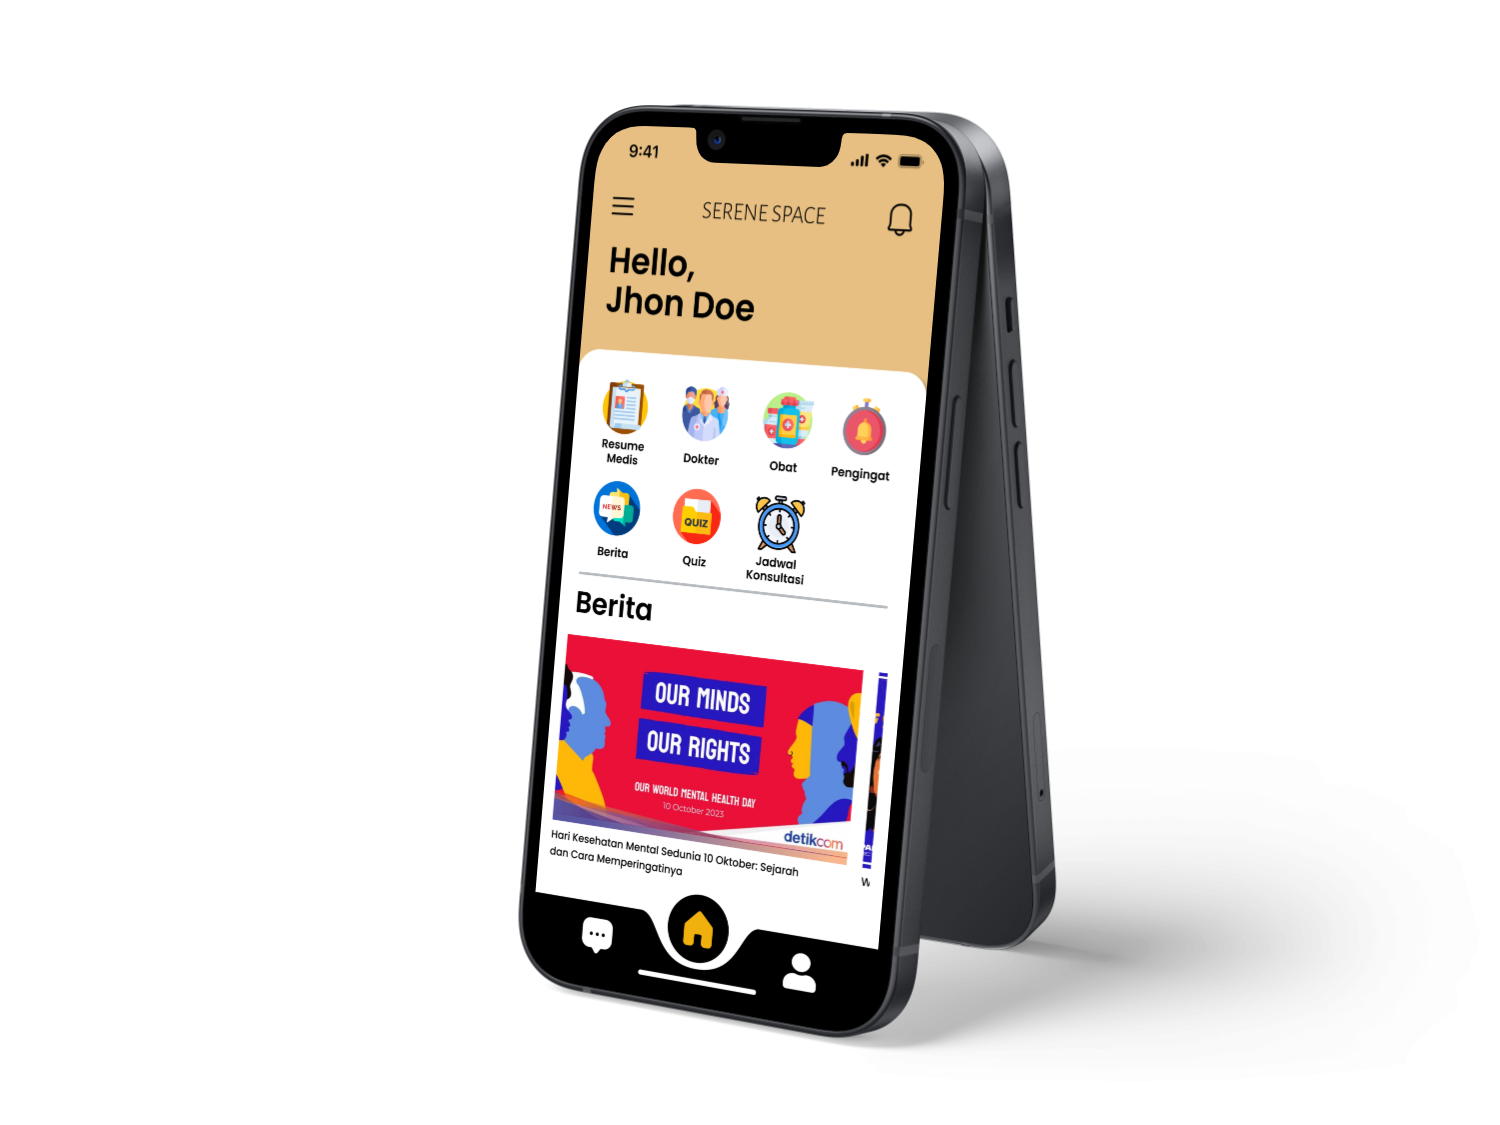 9:41
SERENE SPACE
Hello,
Jhon Doe
Resume
Medis
Dokter
Obat
Pengingat
NEWS
QUIZ
Berita
Quiz
Jadwal
Konsultasi
Berita
OUR MINDS
OUR RIGHTS
OUR WORLD MENTAL HEALTH DAY
10 October 2023
detikcom
Hari Kesehatan Mental Sedunia 10 Oktober: Sejarah
dan Cara Memperingatinya